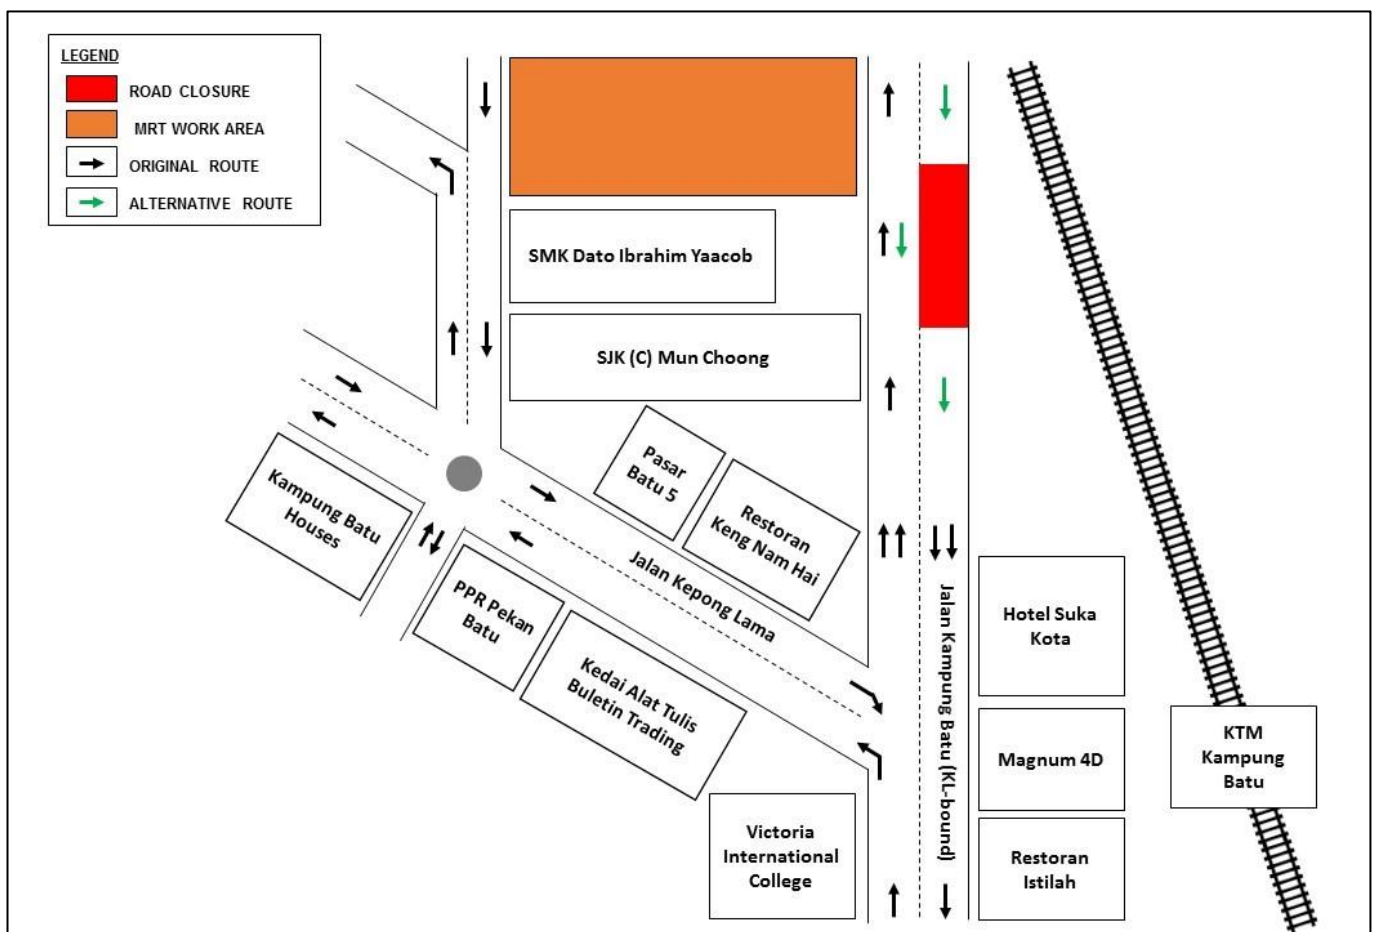 LEGEND
ROAD CLOSURE
MRT WORK AREA
ORIGINAL ROUTE
ALTERNATIVE ROUTE
SMK Dato Ibrahim Yaacob
SJK (C) Mun Choong
Pasar
Batu 5
Restoran
Keng Nam Hai
Kampung Batu
Houses
Jalan Kepong Lama
PPR Pekan
Batu
Kedai Alat Tulis
Buletin Trading
Jalan Kampung Batu (KL-bound)
Hotel Suka
Kota
Magnum 4D
KTM
Kampung
Batu
Victoria
International
College
Restoran
Istilah